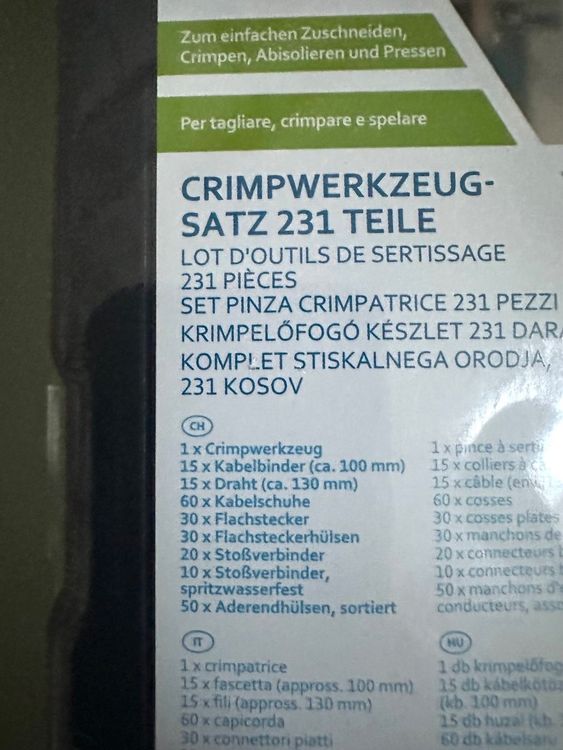 Zum einfachen Zuschneiden,
Crimpen, Abisolieren und Pressen
Per tagliare, crimpare e spelare
CRIMPWERKZEUG-
SATZ 231 TEILE
LOT D'OUTILS DE SERTISSAGE
231 PIÈCES
SET PINZA CRIMPATRICE 231 PEZZI
KRIMPELŐFOGÓ KÉSZLET 231
KOMPLET STISKALNEGA ORODJA,
231 KOSOV
CH
1 x Crimpwerkzeug
15 x Kabelbinder (ca. 100 mm)
15 x Draht (ca. 130 mm)
60 x Kabelschuhe
30 x Flachstecker
30 x Flachsteckerhülsen
20 x Stoßverbinder
10 x Stoßverbinder,
spritzwasserfest
50 x Aderendhülsen, sortiert
1 x pince à
15 x colliers à
15 x câble
60 x cosses
30 x cosses plates
30 x manchons de
20 x connecteurs
10 x connecteurs
50 x manchons
conducteurs,
IT
1 x crimpatrice
15 x fascetta (appross. 100 mm)
15 x fili (appross. 130 mm)
60 x capicorda
30 x connettori piatti
HU
1 db
15 db
(kb. 100 mm)
15 db huzal (kb.
60 db